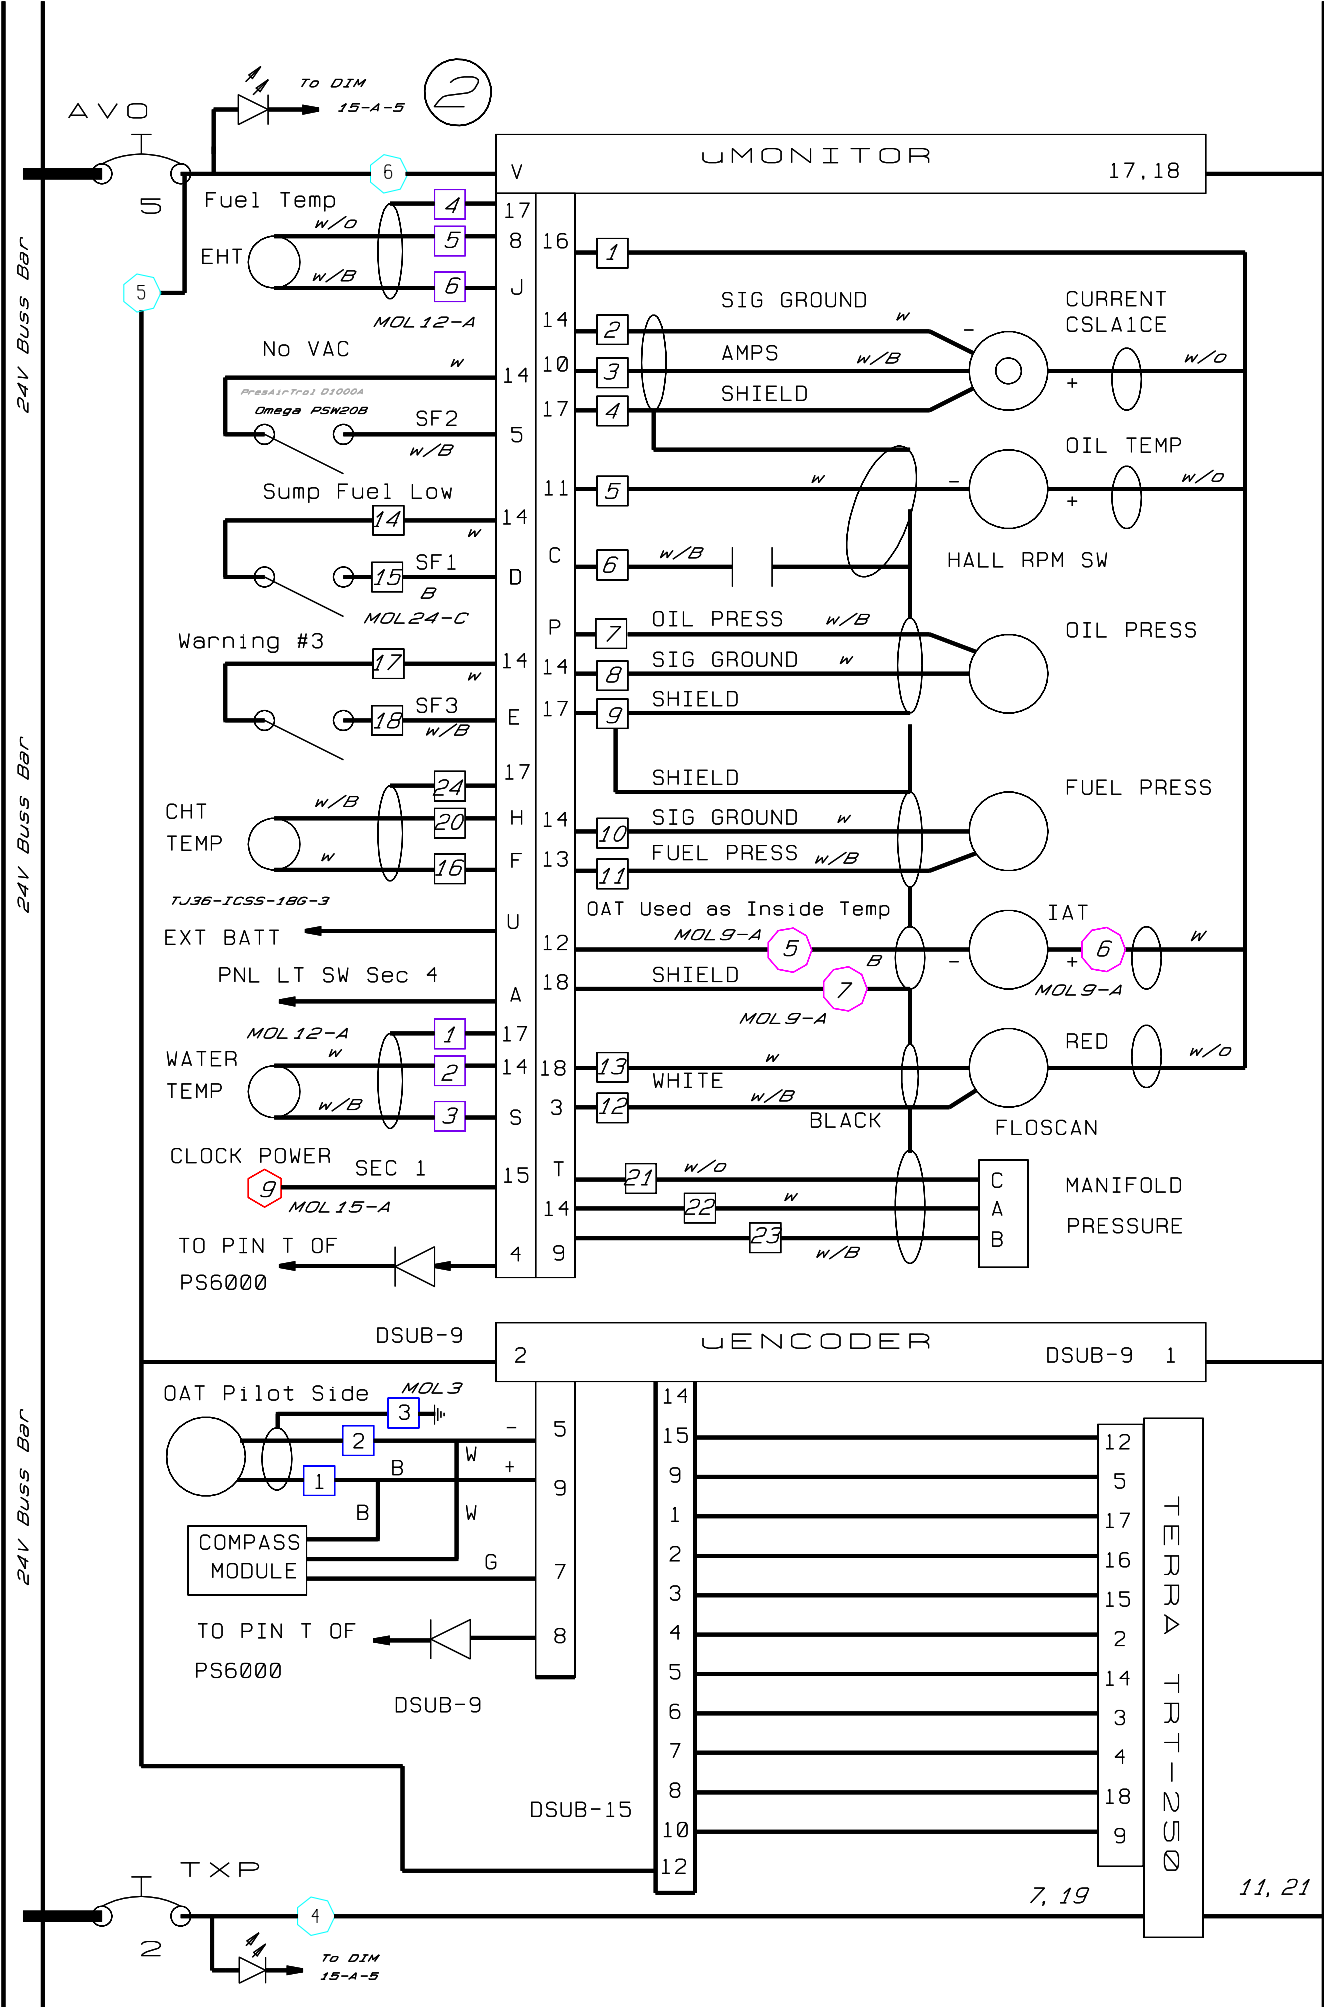 To DIM
15-A-5
2
AVO
5
24V Buss Bar
24V Buss Bar
24V Buss Bar
uMONITOR
17,18
6
V
Fuel Temp
W/O
EHT
W/B
4
5
6
17
8
J
MOL12-A
5
No VAC
W
14
PresAirTrol D1000A
Omega PSW20B
SF2
5
W/B
Sump Fuel Low
14
14
W
SF1
15
D
B
MOL24-C
Warning #3
17
14
W
SF3
18
E
W/B
17
CHT
TEMP
W/B
W
24
20
16
H
F
TJ36-ICSS-18G-3
U
EXT BATT
PNL LT SW Sec 4
A
MOL12-A
WATER
TEMP
W
W/B
1
2
3
17
14
S
CLOCK POWER
SEC 1
9
15
MOL15-A
TO PIN T OF
PS6000
4
16
1
14
2
SIG GROUND
W
-
CURRENT
CSLA1CE
10
3
AMPS
W/B
+
W/O
17
4
SHIELD
OIL TEMP
11
5
W
-
+
W/O
C
6
W/B
HALL RPM SW
P
7
OIL PRESS
W/B
OIL PRESS
14
8
SIG GROUND
W
17
9
SHIELD
SHIELD
FUEL PRESS
14
10
SIG GROUND
W
13
11
FUEL PRESS
W/B
OAT Used as Inside Temp
IAT
12
MOL9-A
5
B
-
+
6
W
MOL9-A
18
SHIELD
7
MOL9-A
18
13
W
WHITE
RED
W/O
3
12
W/B
BLACK
FLOSCAN
T
21
W/O
C
MANIFOLD
14
22
W
A
PRESSURE
9
23
W/B
B
DSUB-9
2
uENCODER
DSUB-9 1
OAT Pilot Side
MOL3
3
2
1
-
W
B
+
B
W
5
9
COMPASS
MODULE
G
7
TO PIN T OF
PS6000
8
DSUB-9
14
15
9
1
2
3
4
5
6
7
8
10
12
DSUB-15
12
5
17
16
15
2
14
3
4
18
9
TERRA TRT-250
TXP
2
4
7,19
11,21
To DIM
15-A-5